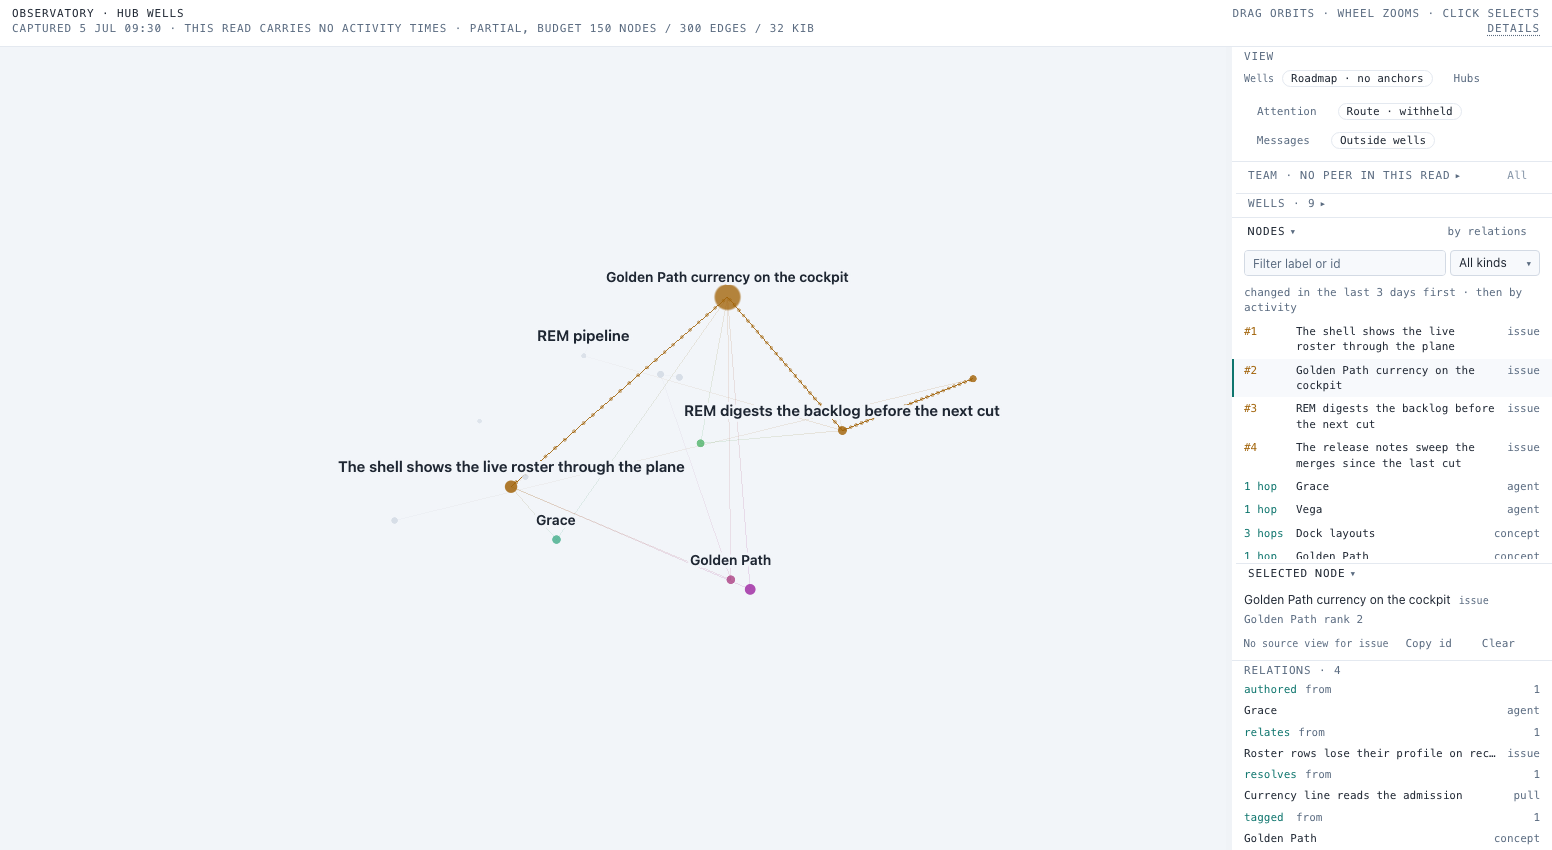 OBSERVATORY · HUB WELLS
CAPTURED 5 JUL 09:30 · THIS READ CARRIES NO ACTIVITY TIMES · PARTIAL, BUDGET 150 NODES / 300 EDGES / 32 KIB
DRAG ORBITS · WHEEL ZOOMS · CLICK SELECTS
DETAILS
Golden Path currency on the cockpit
REM pipeline
REM digests the backlog before the next cut
The shell shows the live roster through the plane
Grace
Golden Path
VIEW
Wells Roadmap · no anchors Hubs
Attention Route · withheld
Messages Outside wells
TEAM · NO PEER IN THIS READ ▸ All
WELLS · 9 ▸
NODES ▾ by relations
Filter label or id All kinds ▾
changed in the last 3 days first · then by
activity
#1 The shell shows the live issue
roster through the plane
#2 Golden Path currency on the issue
cockpit
#3 REM digests the backlog before issue
the next cut
#4 The release notes sweep the issue
merges since the last cut
1 hop Grace agent
1 hop Vega agent
3 hops Dock layouts concept
1 hop Golden Path concept
SELECTED NODE ▾
Golden Path currency on the cockpit issue
Golden Path rank 2
No source view for issue Copy id Clear
RELATIONS · 4
authored from 1
Grace agent
relates from 1
Roster rows lose their profile on rec… issue
resolves from 1
Currency line reads the admission pull
tagged from 1
Golden Path concept